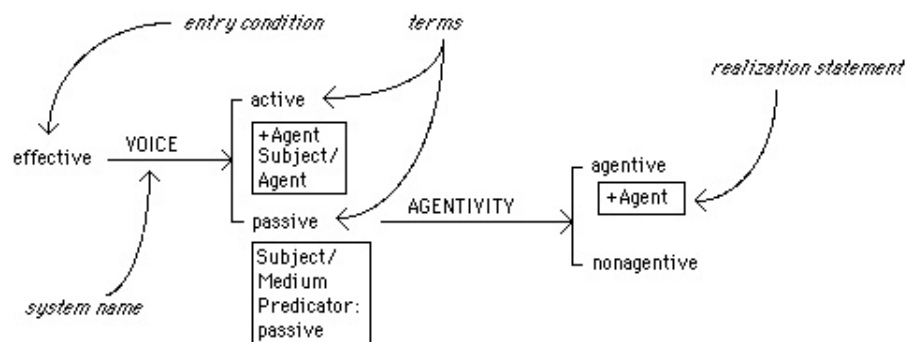 entry condition
terms
realization statement
active
+Agent
Subject/
Agent
effective
VOICE
passive
Subject/
Medium
Predicator:
passive
system name
AGENTIVITY
agentive
+Agent
nonagentive